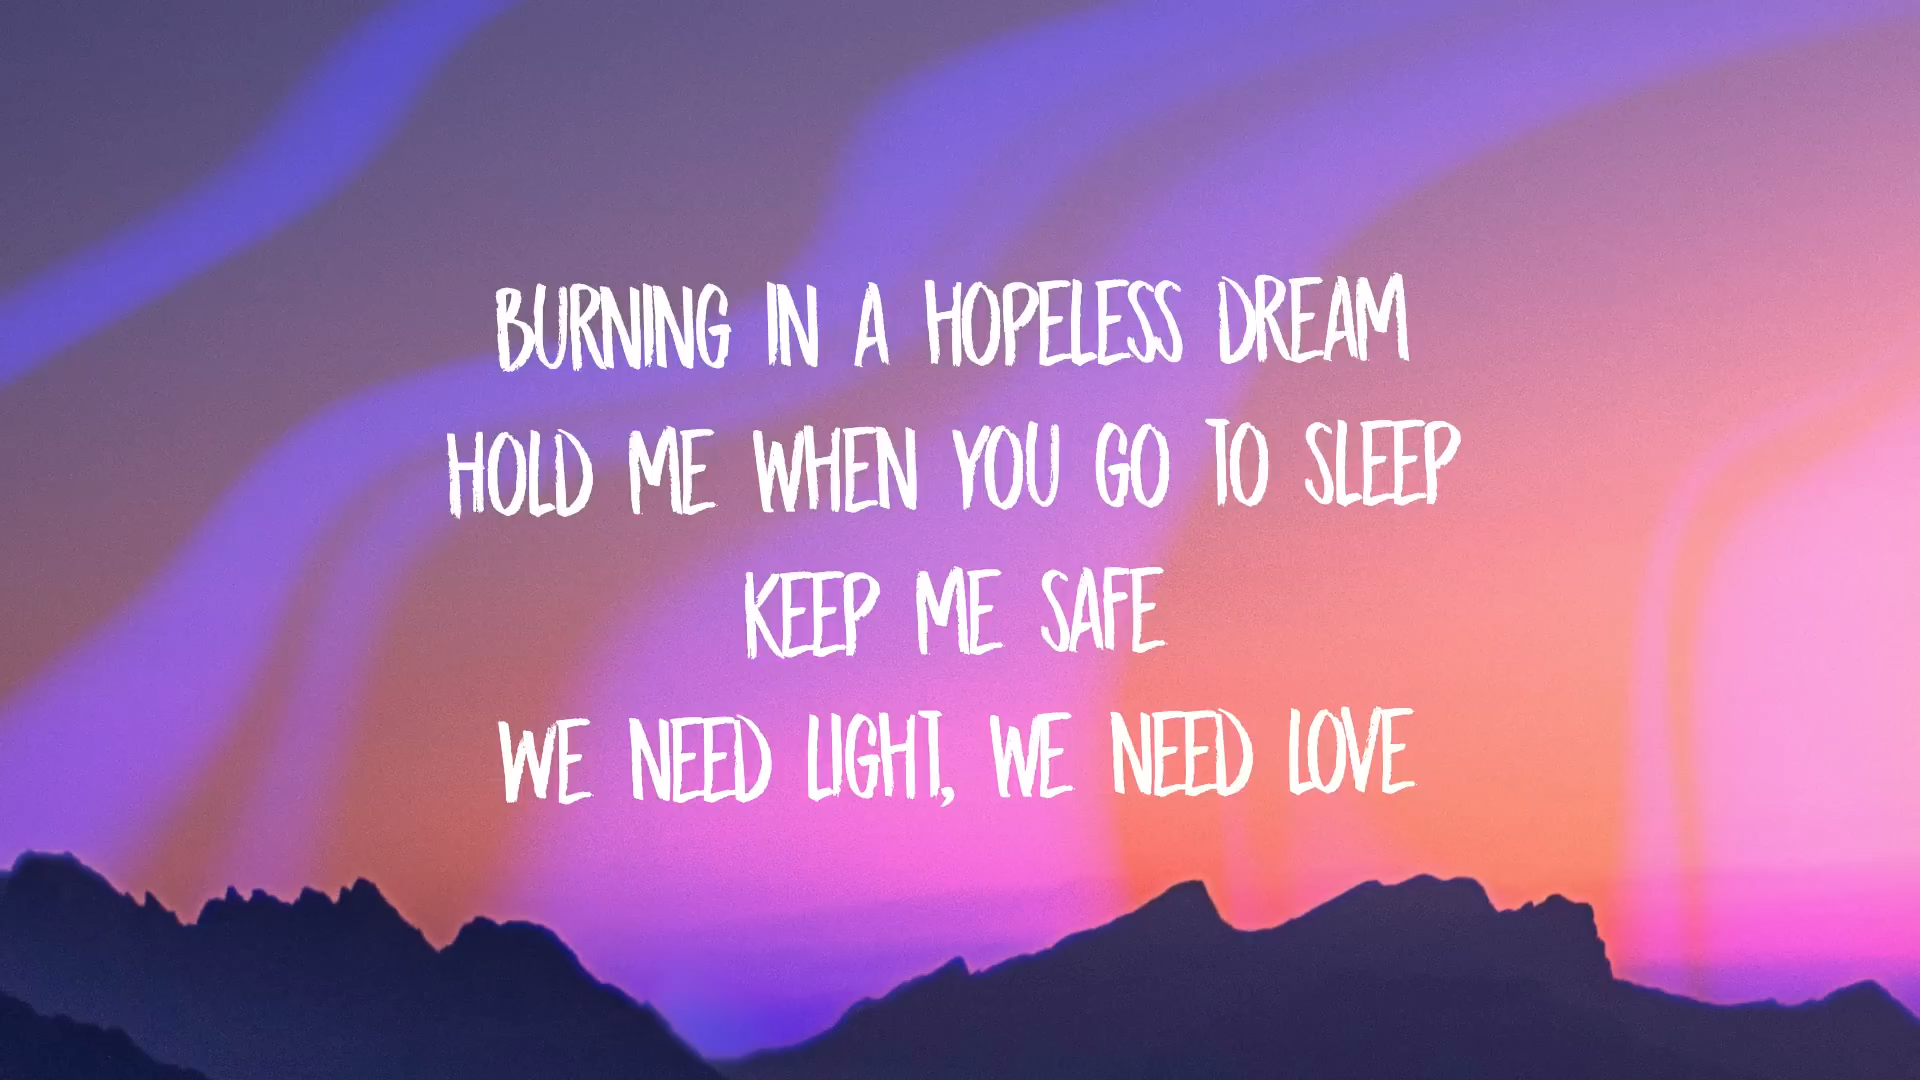 BURNING IN A HOPELESS DREAM
HOLD ME WHEN YOU GO TO SLEEP
KEEP ME SAFE
WE NEED LIGHT, WE NEED LOVE